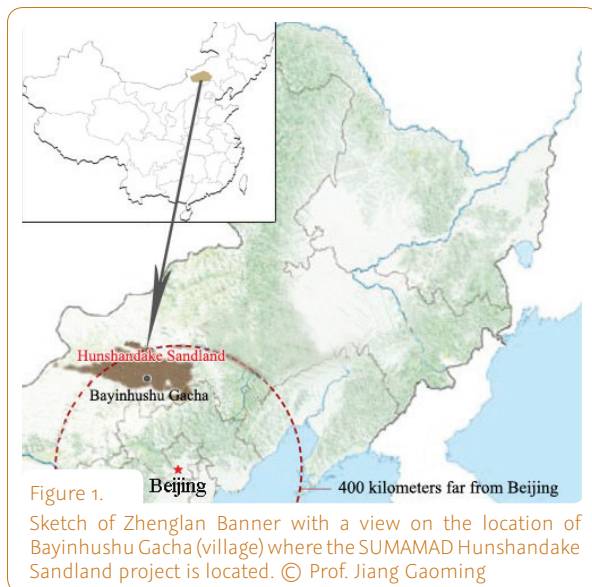 Hunshandake Sandland
Bayinhushu Gacha
Beijing
400 kilometers far from Beijing
Figure 1.
Sketch of Zhenglan Banner with a view on the location of
Bayinhushu Gacha (village) where the SUMAMAD Hunshandake
Sandland project is located. © Prof. Jiang Gaoming